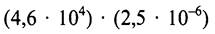 (4,6 · 10⁴) · (2,5 · 10⁻⁶)